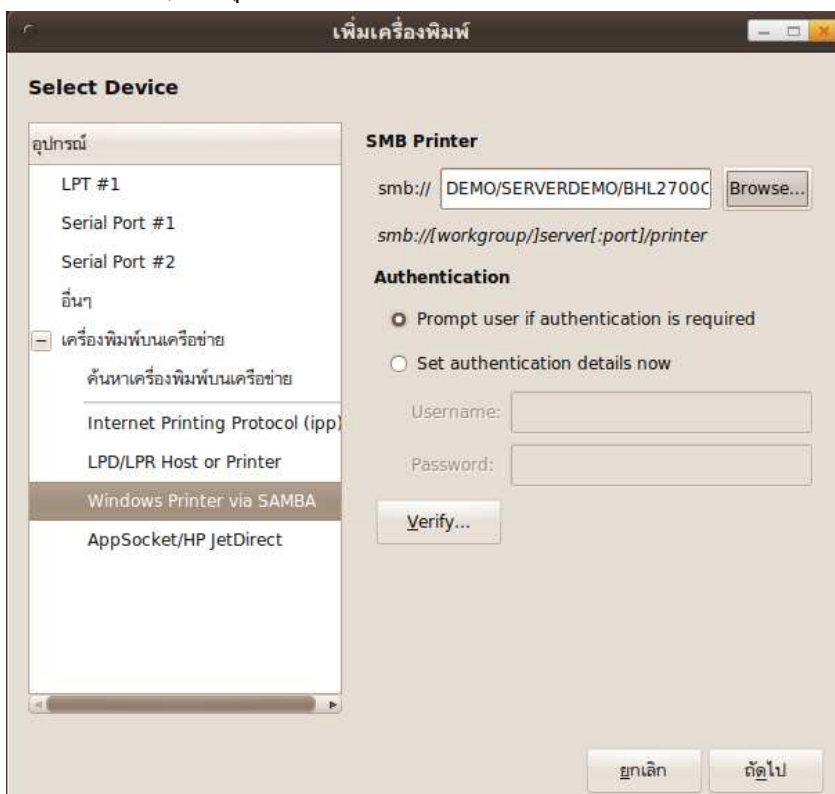 เพิ่มเครื่องพิมพ์
Select Device
อุปกรณ์
LPT #1
Serial Port #1
Serial Port #2
อื่นๆ
เครื่องพิมพ์บนเครือข่าย
ค้นหาเครื่องพิมพ์บนเครือข่าย
Internet Printing Protocol (ipp)
LPD/LPR Host or Printer
Windows Printer via SAMBA
AppSocket/HP JetDirect
SMB Printer
smb:// DEMO/SERVERDEMO/BHL2700C Browse...
smb://[workgroup/]server[:port]/printer
Authentication
Prompt user if authentication is required
Set authentication details now
Username:
Password:
Verify...
ยกเลิก
ถัดไป